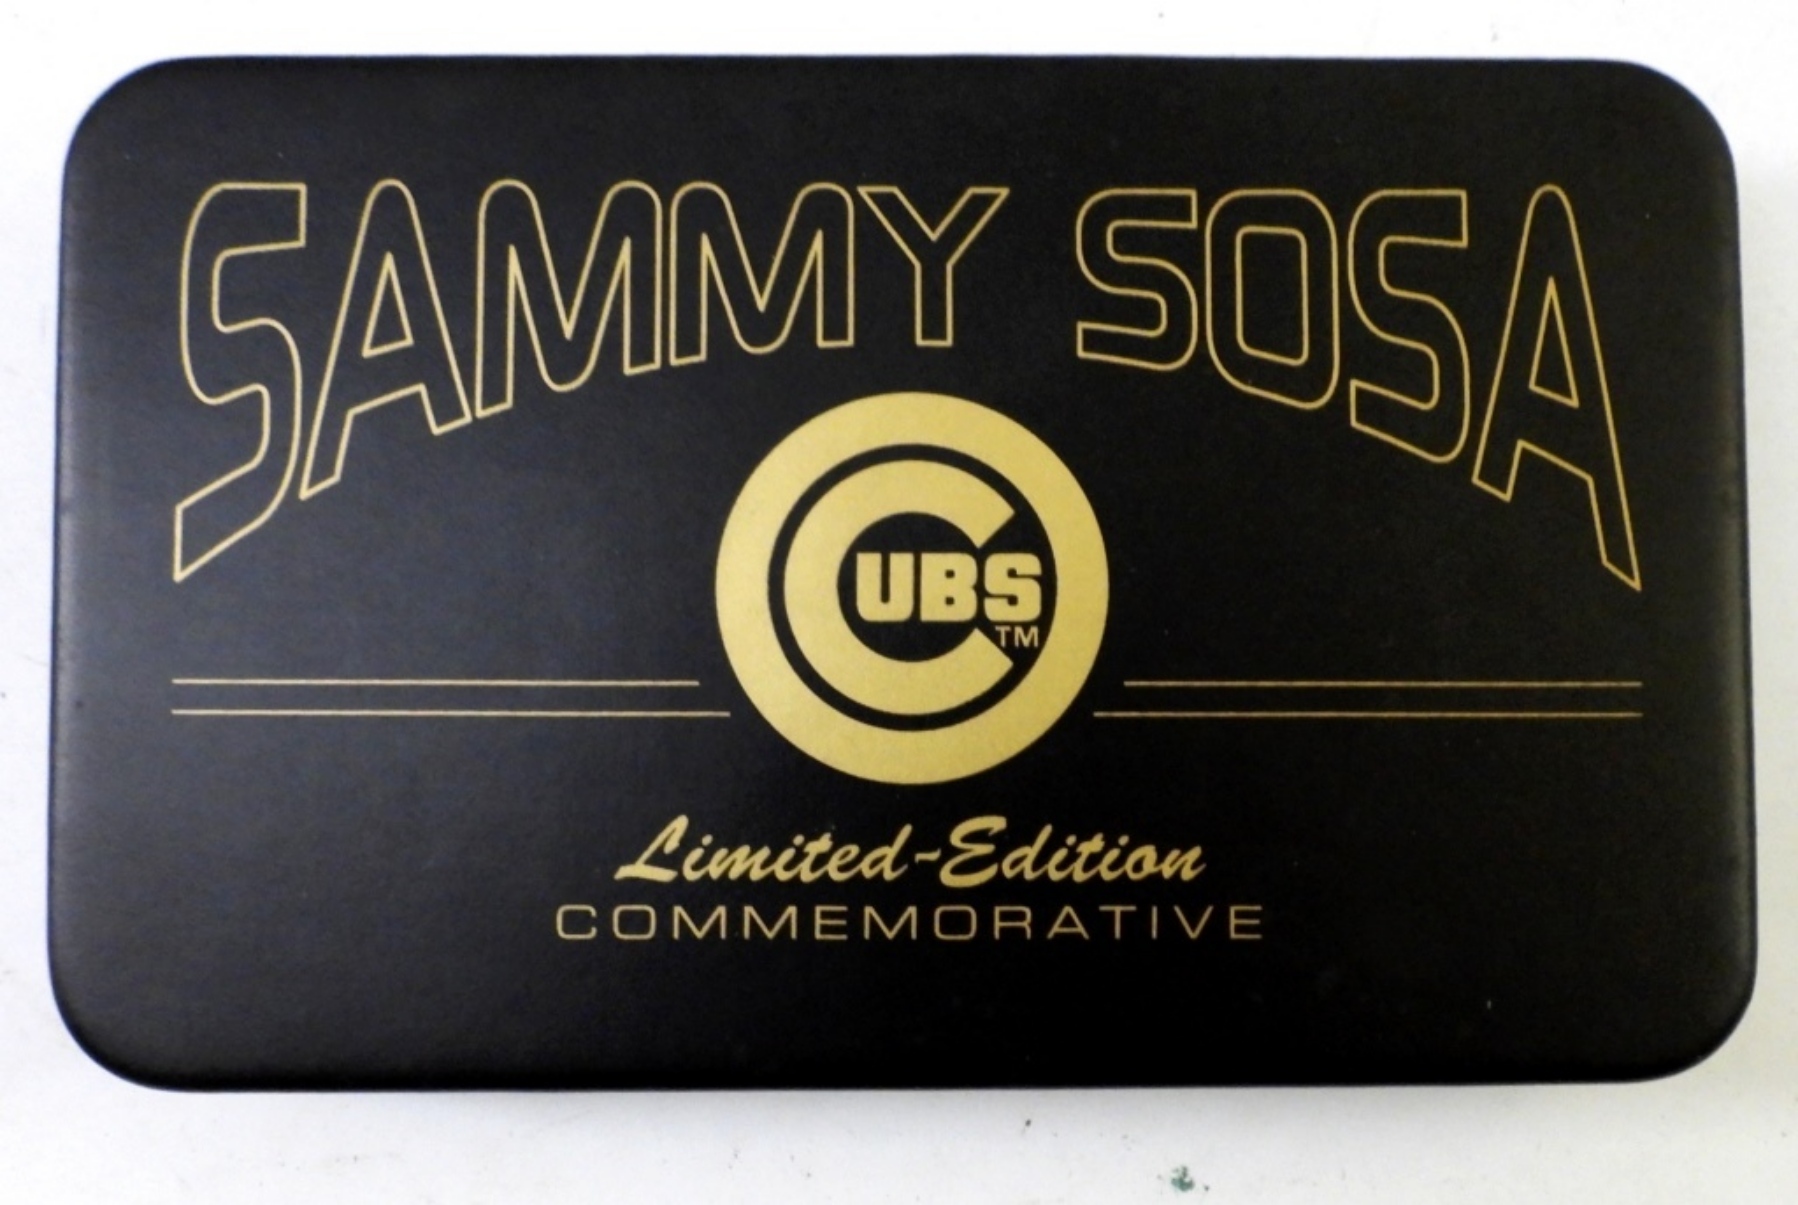 SAMMY SOSA
CUBS
TM
Limited-Edition
COMMEMORATIVE